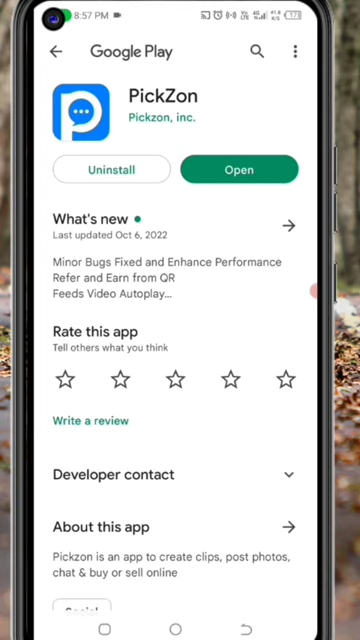 8:57 PM
Google Play
PickZon
Pickzon, inc.
Uninstall
Open
What's new
Last updated Oct 6, 2022
Minor Bugs Fixed and Enhance Performance
Refer and Earn from QR
Feeds Video Autoplay...
Rate this app
Tell others what you think
Write a review
Developer contact
About this app
Pickzon is an app to create clips, post photos,
chat & buy or sell online
Social